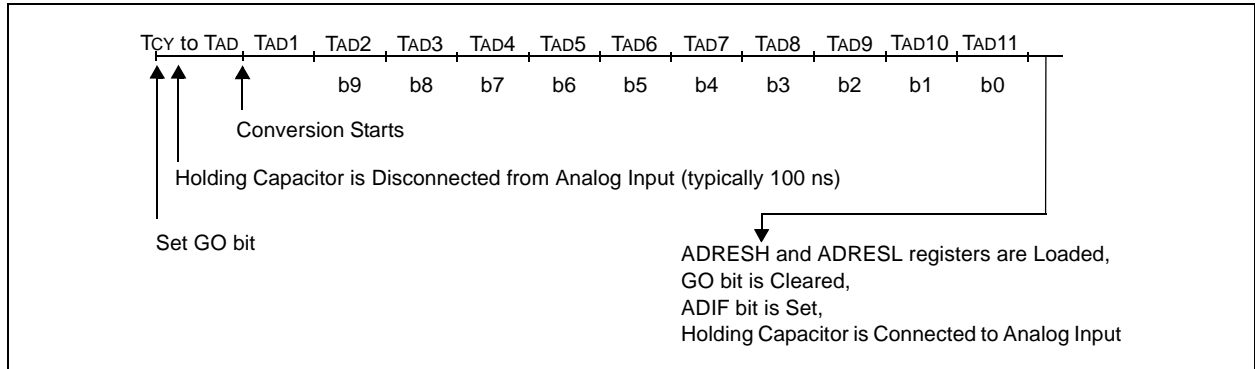 TCY to TAD TAD1 TAD2 TAD3 TAD4 TAD5 TAD6 TAD7 TAD8 TAD9 TAD10 TAD11
b9 b8 b7 b6 b5 b4 b3 b2 b1 b0
Conversion Starts
Holding Capacitor is Disconnected from Analog Input (typically 100 ns)
Set GO bit
ADRESH and ADRESL registers are Loaded,
GO bit is Cleared,
ADIF bit is Set,
Holding Capacitor is Connected to Analog Input